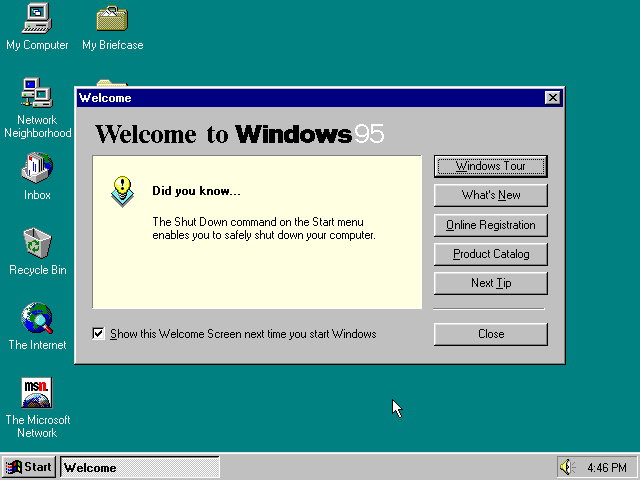 My Computer
My Briefcase
Network
Neighborhood
Inbox
Recycle Bin
The Internet
msn.
The Microsoft
Network
Welcome
Welcome to Windows 95
Did you know...
The Shut Down command on the Start menu
enables you to safely shut down your computer.
Windows Tour
What's New
Online Registration
Product Catalog
Next Tip
Show this Welcome Screen next time you start Windows
Close
Start
Welcome
4:46 PM